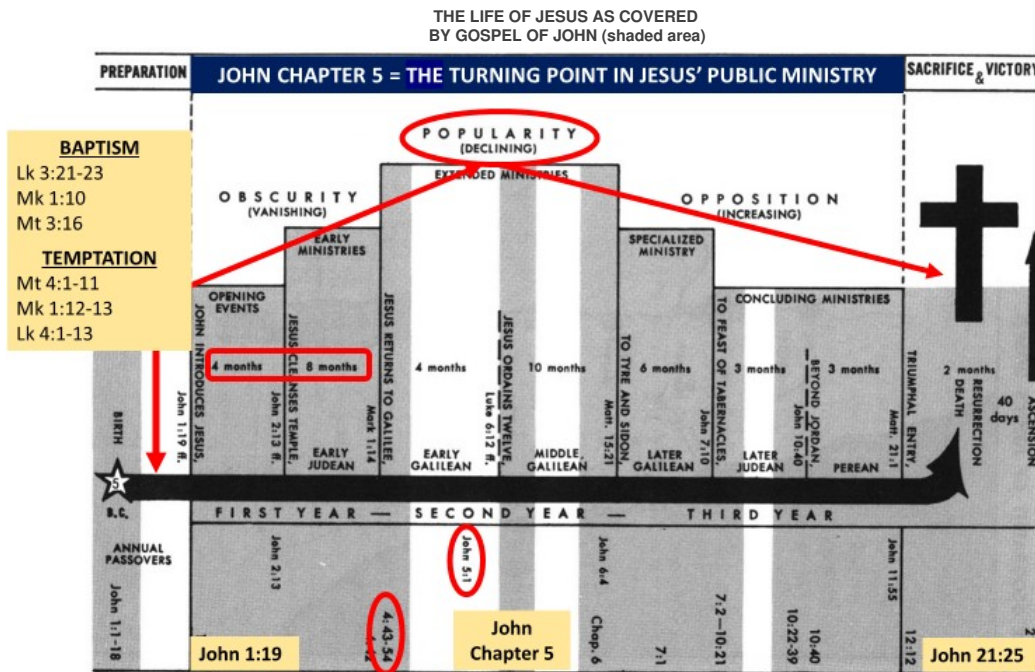 THE LIFE OF JESUS AS COVERED
BY GOSPEL OF JOHN (shaded area)
PREPARATION
JOHN CHAPTER 5 = THE TURNING POINT IN JESUS' PUBLIC MINISTRY
SACRIFICE & VICTORY
BAPTISM
Lk 3:21-23
Mk 1:10
Mt 3:16
TEMPTATION
Mt 4:1-11
Mk 1:12-13
Lk 4:1-13
POPULARITY
(DECLINING)
EXTENDED MINISTRIES
OBSCURITY
(VANISHING)
OPPOSITION
(INCREASING)
EARLY
MINISTRIES
SPECIALIZED
MINISTRY
OPENING
EVENTS
CONCLUDING MINISTRIES
BIRTH
JOHN INTRODUCES JESUS,
John 1:19 ff.
4 months
JESUS CLEANSES TEMPLE,
John 2:13 ff.
8 months
JESUS RETURNS TO GALILEE,
Mark 1:14
4 months
JESUS ORDAINS TWELVE,
Luke 6:12 ff.
10 months
TO TYRE AND SIDON,
Matt. 15:21
6 months
TO FEAST OF TABERNACLES,
John 7:10
3 months
BEYOND JORDAN,
John 10:40
3 months
TRIUMPHAL ENTRY,
Matt. 21:1
2 months
DEATH
RESURRECTION
40
days
ASCENSION
EARLY
JUDEAN
EARLY
GALILEAN
MIDDLE
GALILEAN
LATER
GALILEAN
LATER
JUDEAN
PEREAN
5
B.C.
FIRST YEAR — SECOND YEAR — THIRD YEAR
ANNUAL
PASSOVERS
John 2:13
John 5:1
John 6:4
John 11:55
John 1:1-18
John 1:19
4:43-54
John
Chapter 5
Chap. 6
7:1
7:2—10:21
10:22-39
10:40
12:12
John 21:25